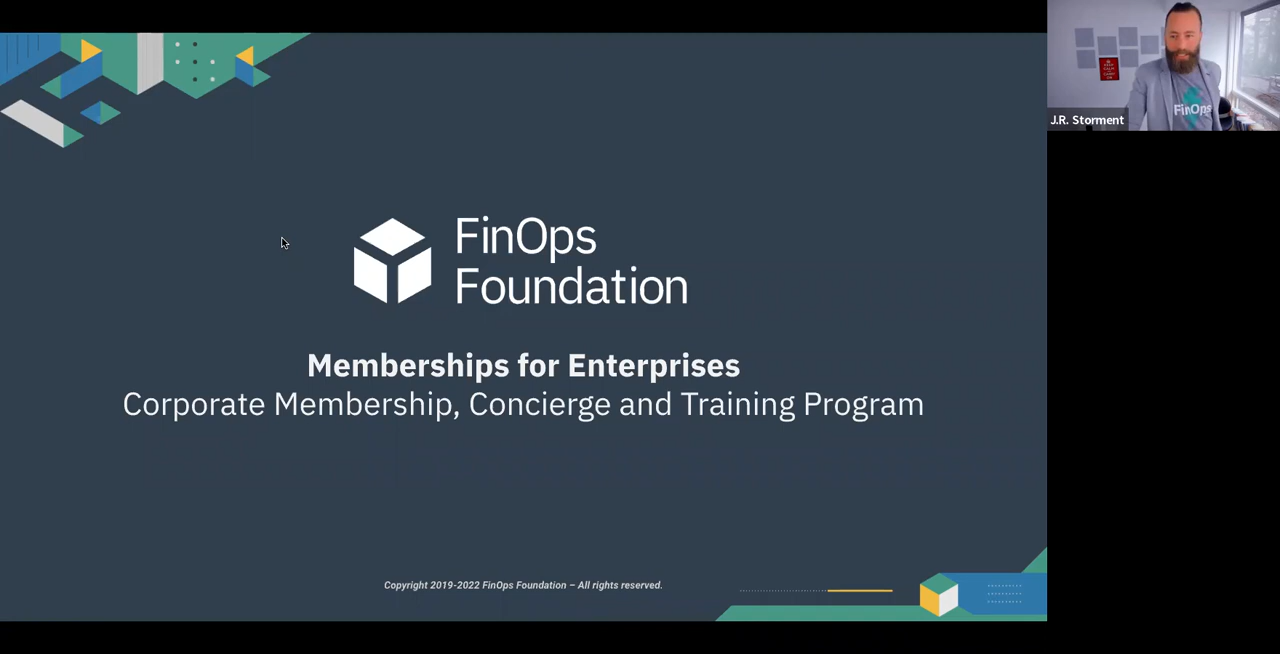 FinOps
Foundation
Memberships for Enterprises
Corporate Membership, Concierge and Training Program
Copyright 2019-2022 FinOps Foundation – All rights reserved.
J.R. Storment
FinOps